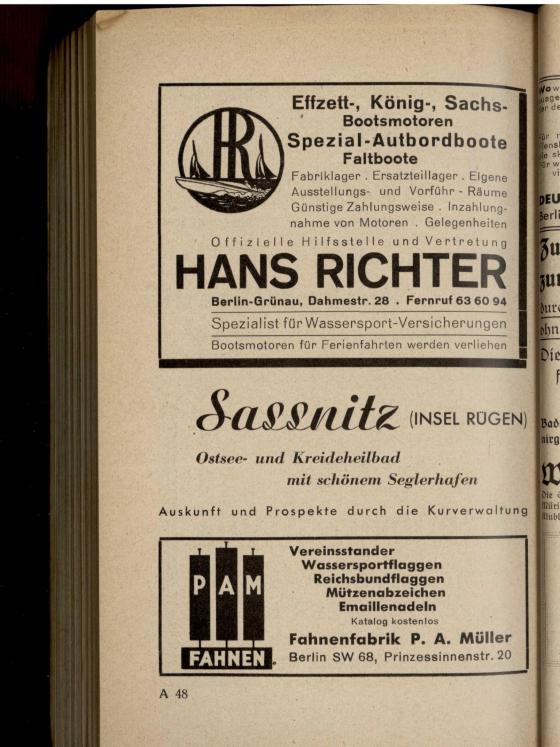 HR
Effzett-, König-, Sachs-
Bootsmotoren
Spezial-Autbordboote
Faltboote
Fabriklager . Ersatzteillager . Eigene
Ausstellungs- und Vorführ - Räume
Günstige Zahlungsweise . Inzahlung-
nahme von Motoren . Gelegenheiten
Offizielle Hilfsstelle und Vertretung
HANS RICHTER
Berlin-Grünau, Dahmestr. 28 . Fernruf 63 60 94
Spezialist für Wassersport-Versicherungen
Bootsmotoren für Ferienfahrten werden verliehen
Sassnitz (INSEL RÜGEN)
Ostsee- und Kreideheilbad
mit schönem Seglerhafen
Auskunft und Prospekte durch die Kurverwaltung
PAM
FAHNEN
Vereinsstander
Wassersportflaggen
Reichsbundflaggen
Mützenabzeichen
Emaillenadeln
Katalog kostenlos
Fahnenfabrik P. A. Müller
Berlin SW 68, Prinzessinnenstr. 20
A 48